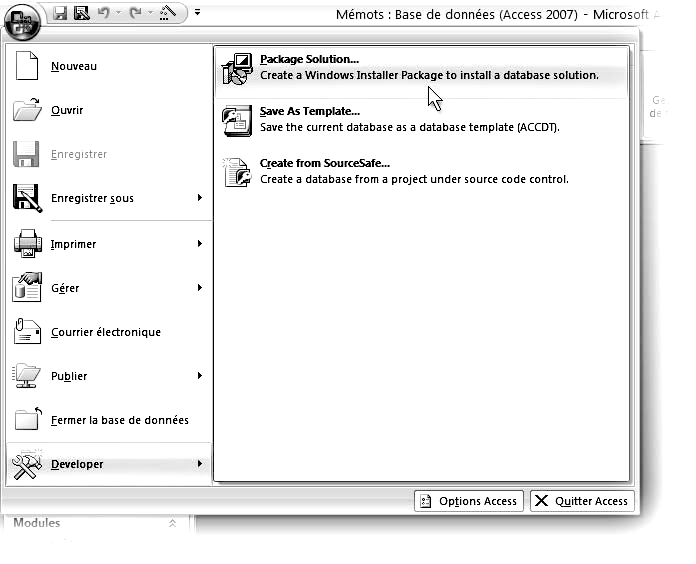 Mémots : Base de données (Access 2007) - Microsoft A
Nouveau
Ouvrir
Enregistrer
Enregistrer sous
Imprimer
Gérer
Courrier électronique
Publier
Fermer la base de données
Developer
Package Solution...
Create a Windows Installer Package to install a database solution.
Save As Template...
Save the current database as a database template (ACCDT).
Create from SourceSafe...
Create a database from a project under source code control.
Options Access
Quitter Access
Modules